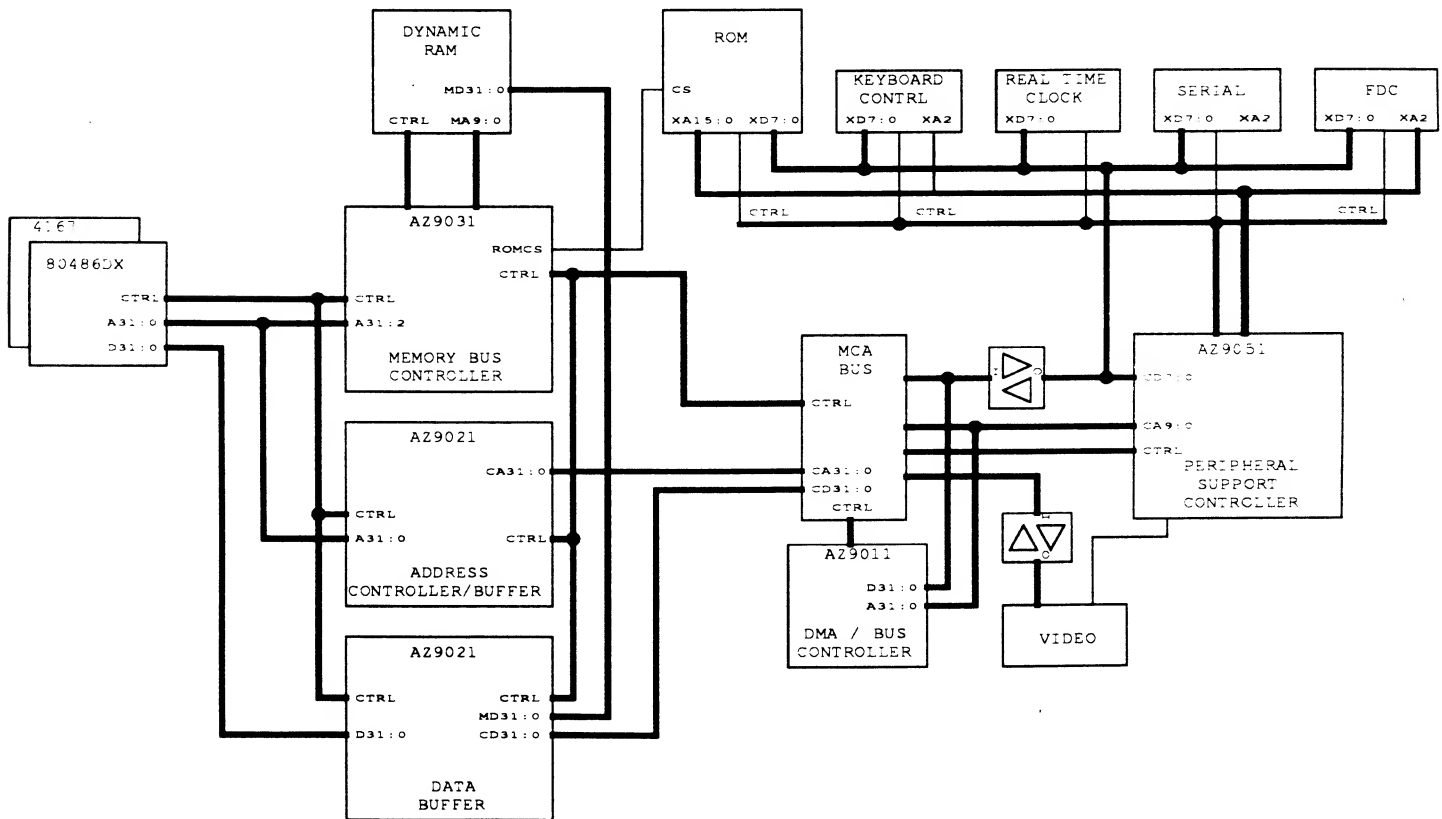 DYNAMIC
RAM
MD31:0
CTRL MA9:0
ROM
CS
XA15:0 XD7:0
KEYBOARD
CONTRL
XD7:0 XA2
REAL TIME
CLOCK
XD7:0
SERIAL
XD7:0 XA2
FDC
XD7:0 XA2
CTRL
CTRL
CTRL
4167
80486DX
CTRL
A31:0
D31:0
AZ9031
ROMCS
CTRL
CTRL
A31:2
MEMORY BUS
CONTROLLER
AZ9021
CA31:0
CTRL
A31:0
CTRL
ADDRESS
CONTROLLER/BUFFER
AZ9021
CTRL
CTRL
MD31:0
D31:0
CD31:0
DATA
BUFFER
MCA
BUS
CTRL
CA31:0
CD31:0
CTRL
AZ9011
D31:0
A31:0
DMA / BUS
CONTROLLER
AZ9051
CD7:0
CA9:0
CTRL
PERIPHERAL
SUPPORT
CONTROLLER
VIDEO